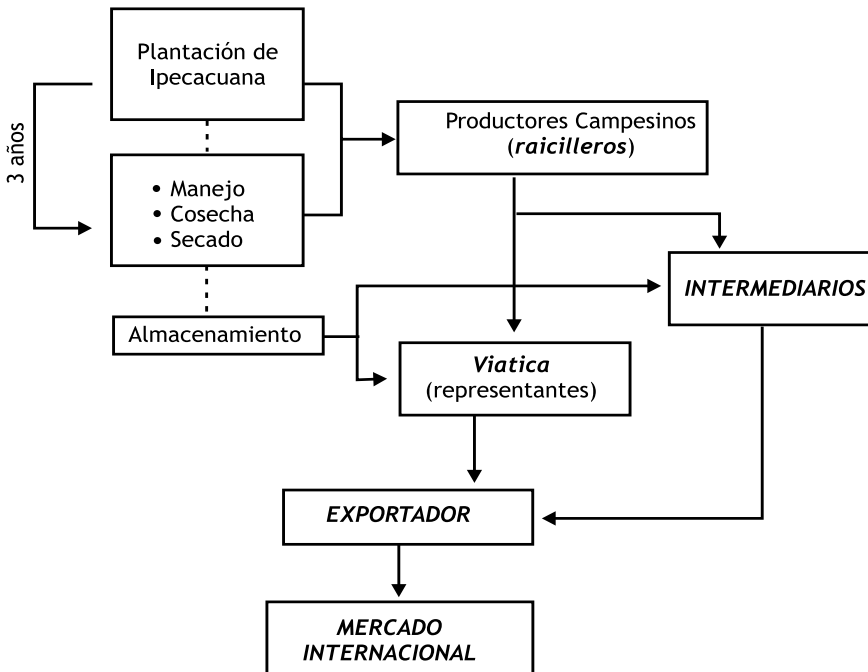 Plantación de
Ipecacuana
3 años
• Manejo
• Cosecha
• Secado
Almacenamiento
Productores Campesinos
(raicilleros)
INTERMEDIARIOS
Viatica
(representantes)
EXPORTADOR
MERCADO
INTERNACIONAL